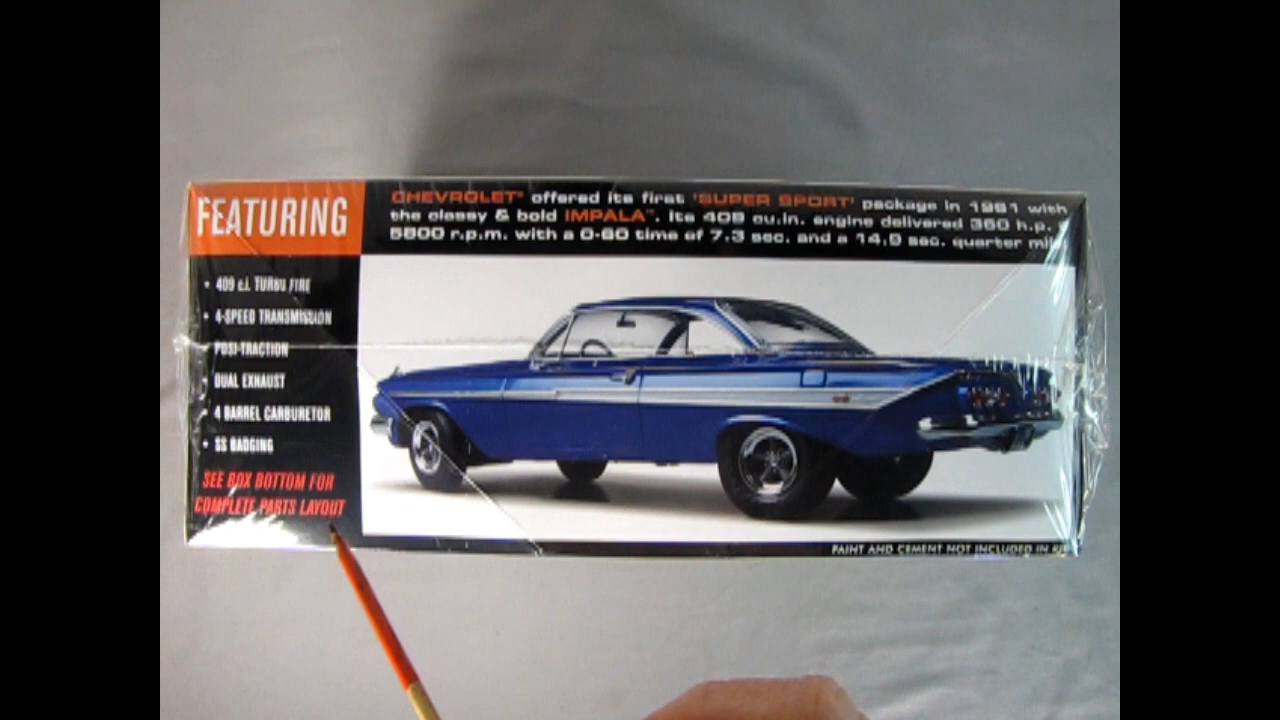 FEATURING
CHEVROLET® offered its first 'SUPER SPORT' package in 1961 with
the classy & bold IMPALA™. Its 409 cu.in. engine delivered 360 h.p.
5800 r.p.m. with a 0-60 time of 7.3 sec. and a 14.9 sec. quarter
• 409 c.i. TURBO FIRE
• 4-SPEED TRANSMISSION
• POSI-TRACTION
• DUAL EXHAUST
• 4 BARREL CARBURETOR
• SS BADGING
SEE BOX BOTTOM FOR
COMPLETE PARTS LAYOUT
PAINT AND CEMENT NOT INCLUDED IN